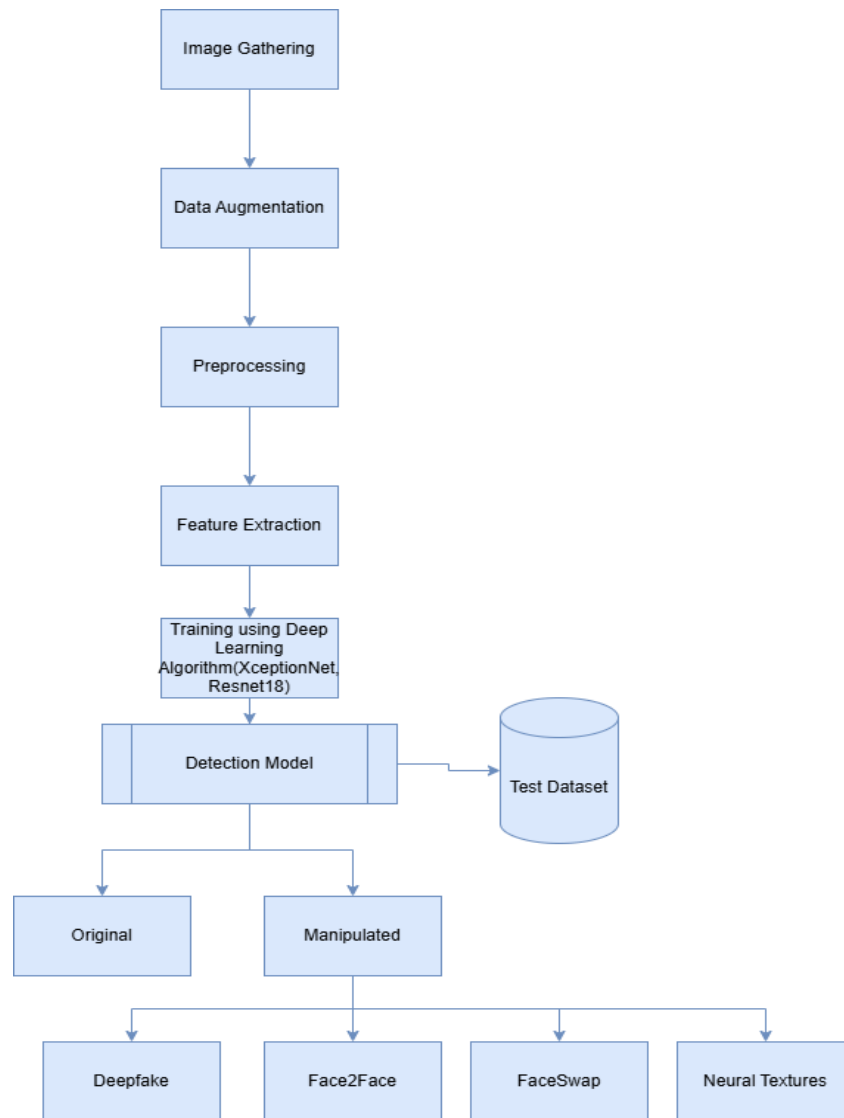 Image Gathering
Data Augmentation
Preprocessing
Feature Extraction
Training using Deep
Learning
Algorithm(XceptionNet,
Resnet18)
Detection Model
Test Dataset
Original
Manipulated
Deepfake
Face2Face
FaceSwap
Neural Textures